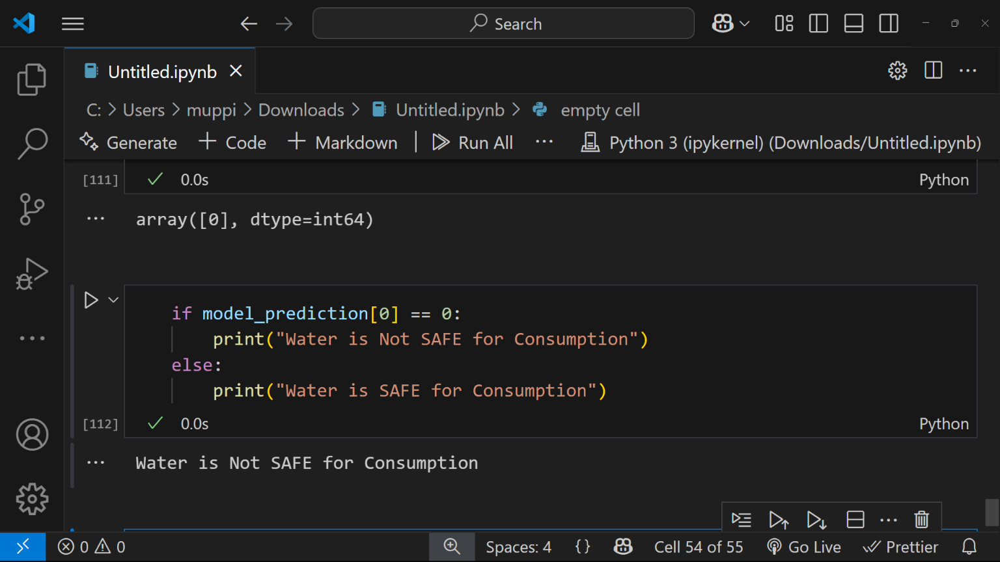 Search
Untitled.ipynb
C: > Users > muppi > Downloads > Untitled.ipynb > empty cell
Generate + Code + Markdown | Run All ... Python 3 (ipykernel) (Downloads/Untitled.ipynb)
[111] 0.0s Python
... array([0], dtype=int64)
if model_prediction[0] == 0:
print("Water is Not SAFE for Consumption")
else:
print("Water is SAFE for Consumption")
[112] 0.0s Python
... Water is Not SAFE for Consumption
0 0 Spaces: 4 {} Cell 54 of 55 Go Live Prettier